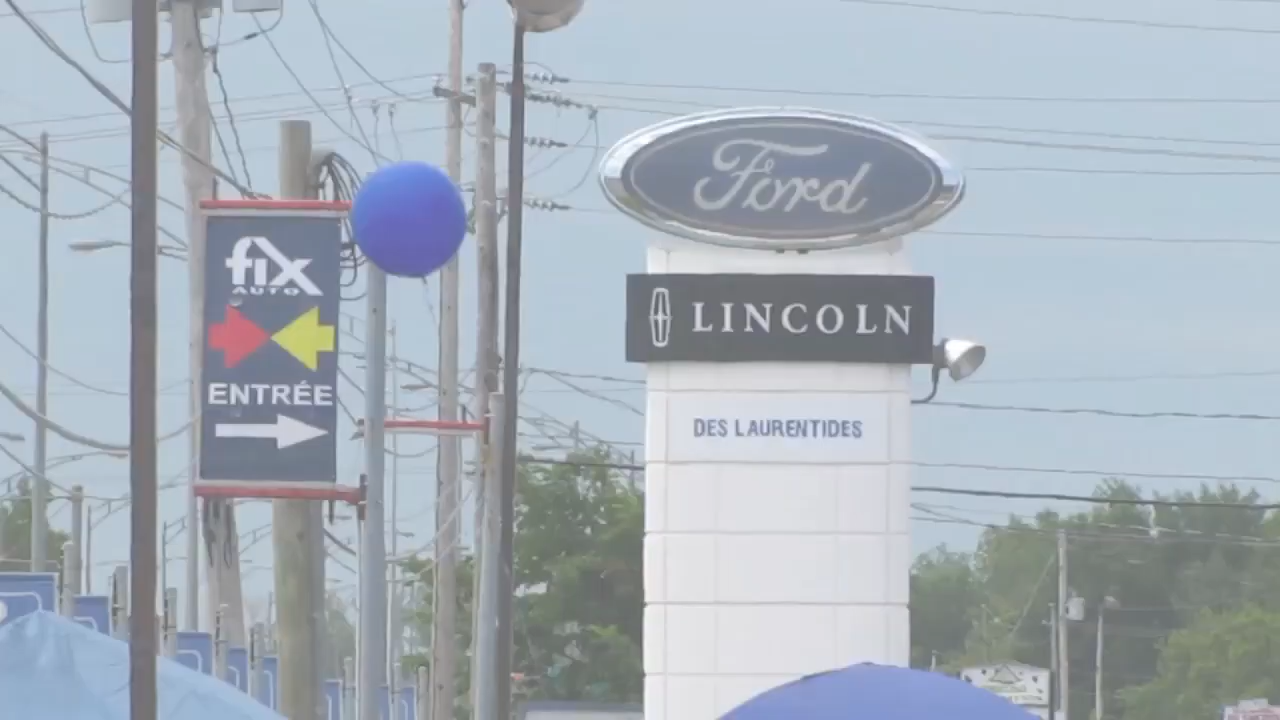 fix
AUTO
ENTRÉE
Ford
LINCOLN
DES LAURENTIDES